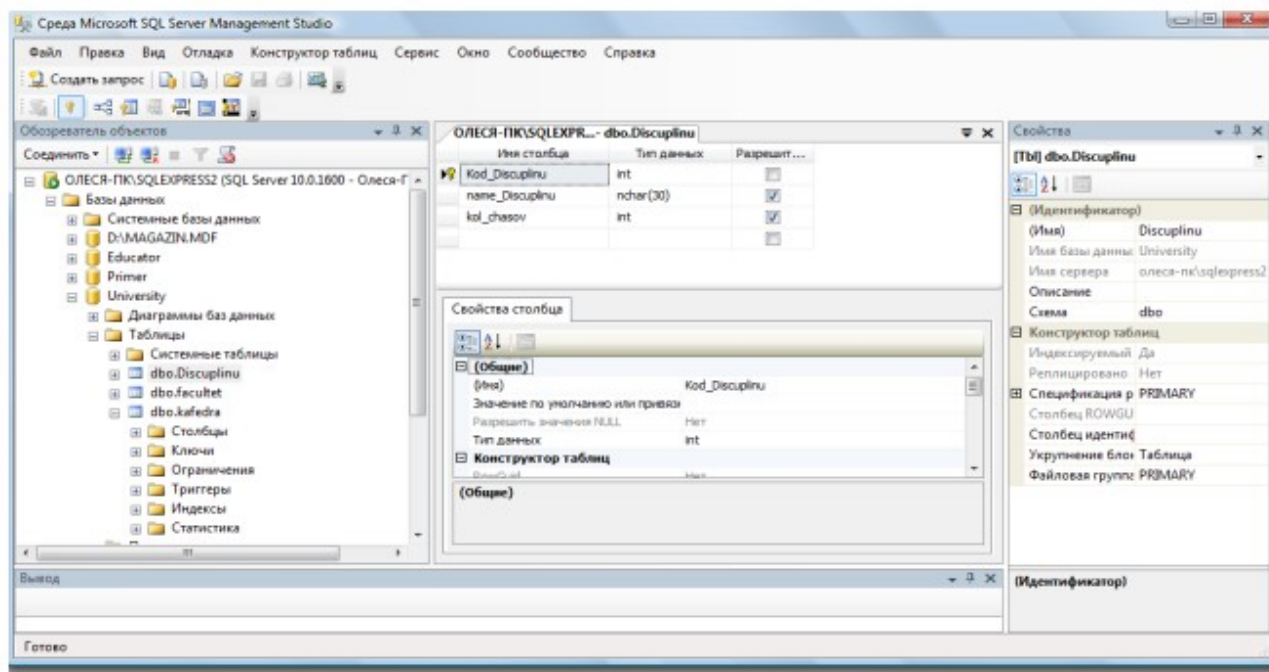 Среда Microsoft SQL Server Management Studio
Файл Правка Вид Отладка Конструктор таблиц Сервис Окно Сообщество Справка
Создать запрос
Обозреватель объектов
Соединить
ОЛЕСЯ-ПК\SQLEXPRESS2 (SQL Server 10.0.1600 - Олеся-Г
Базы данных
Системные базы данных
D:\MAGAZIN.MDF
Educator
Primer
University
Диаграммы баз данных
Таблицы
Системные таблицы
dbo.Discuplinu
dbo.facultet
dbo.kafedra
Столбцы
Ключи
Ограничения
Триггеры
Индексы
Статистика
ОЛЕСЯ-ПК\SQLEXPR...- dbo.Discuplinu
Имя столбца Тип данных Разрешит...
Kod_Discuplinu int
name_Discuplinu nchar(30)
kol_chasov int
Свойства столбца
(Общие)
(Имя) Kod_Discuplinu
Значение по умолчанию или привязк
Разрешить значения NULL Нет
Тип данных int
Конструктор таблиц
RowGuid Нет
(Общие)
Свойства
[Tbl] dbo.Discuplinu
(Идентификатор)
(Имя) Discuplinu
Имя базы данных University
Имя сервера олеся-пк\sqlexpress2
Описание
Схема dbo
Конструктор таблиц
Индексируемый Да
Реплицировано Нет
Спецификация р PRIMARY
Столбец ROWGU
Столбец идентиф
Укрупнение блок Таблица
Файловая группа PRIMARY
(Идентификатор)
Вывод
Готово